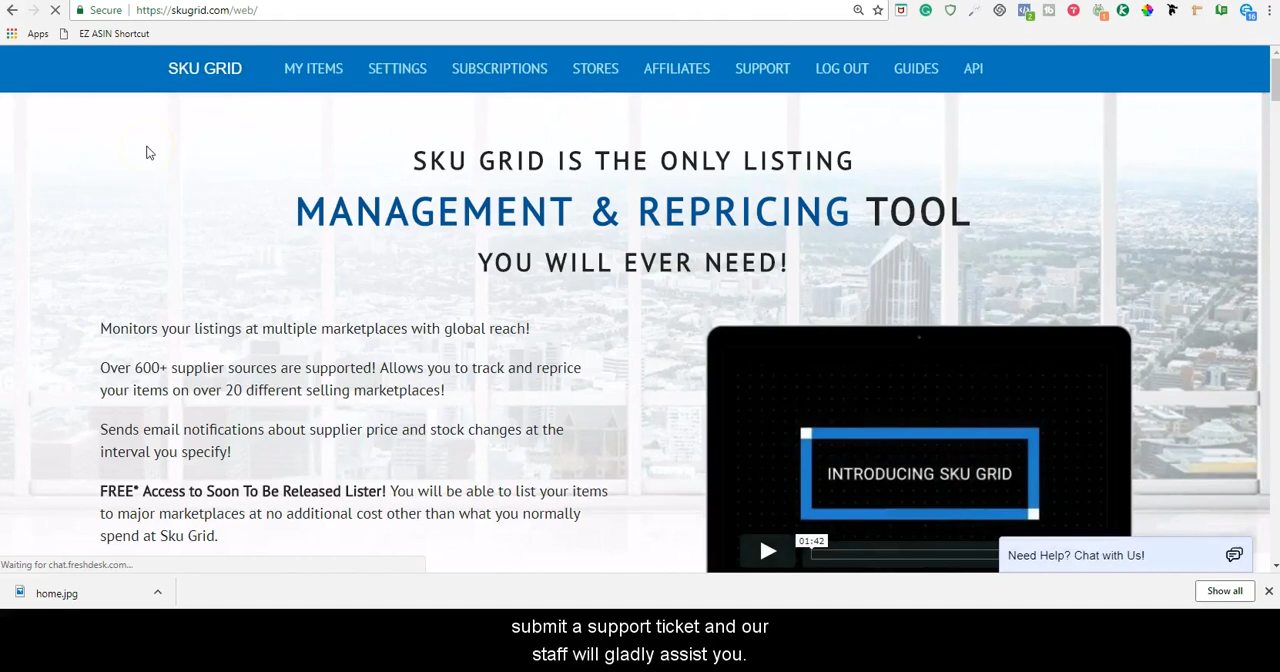 Secure https://skugrid.com/web/
2
1
16
Apps EZ ASIN Shortcut
SKU GRID MY ITEMS SETTINGS SUBSCRIPTIONS STORES AFFILIATES SUPPORT LOG OUT GUIDES API
SKU GRID IS THE ONLY LISTING
MANAGEMENT & REPRICING TOOL
YOU WILL EVER NEED!
Monitors your listings at multiple marketplaces with global reach!
Over 600+ supplier sources are supported! Allows you to track and reprice
your items on over 20 different selling marketplaces!
Sends email notifications about supplier price and stock changes at the
interval you specify!
FREE* Access to Soon To Be Released Lister! You will be able to list your items
to major marketplaces at no additional cost other than what you normally
spend at Sku Grid.
INTRODUCING SKU GRID
01:42
Need Help? Chat with Us!
Waiting for chat.freshdesk.com...
home.jpg
Show all
submit a support ticket and our
staff will gladly assist you.